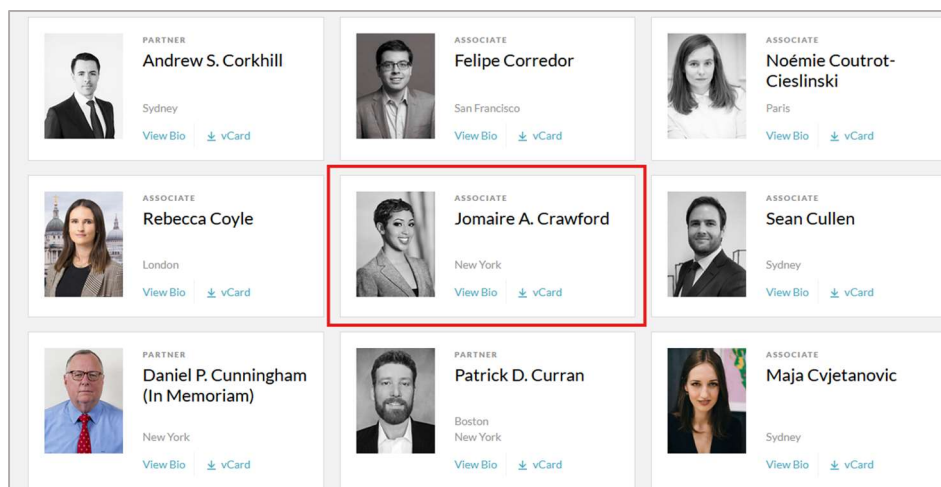 PARTNER
Andrew S. Corkhill
Sydney
View Bio vCard
ASSOCIATE
Felipe Corredor
San Francisco
View Bio vCard
ASSOCIATE
Noémie Coutrot-
Cieslinski
Paris
View Bio vCard
ASSOCIATE
Rebecca Coyle
London
View Bio vCard
ASSOCIATE
Jomaire A. Crawford
New York
View Bio vCard
ASSOCIATE
Sean Cullen
Sydney
View Bio vCard
PARTNER
Daniel P. Cunningham
(In Memoriam)
New York
View Bio vCard
PARTNER
Patrick D. Curran
Boston
New York
View Bio vCard
ASSOCIATE
Maja Cvjetanovic
Sydney
View Bio vCard